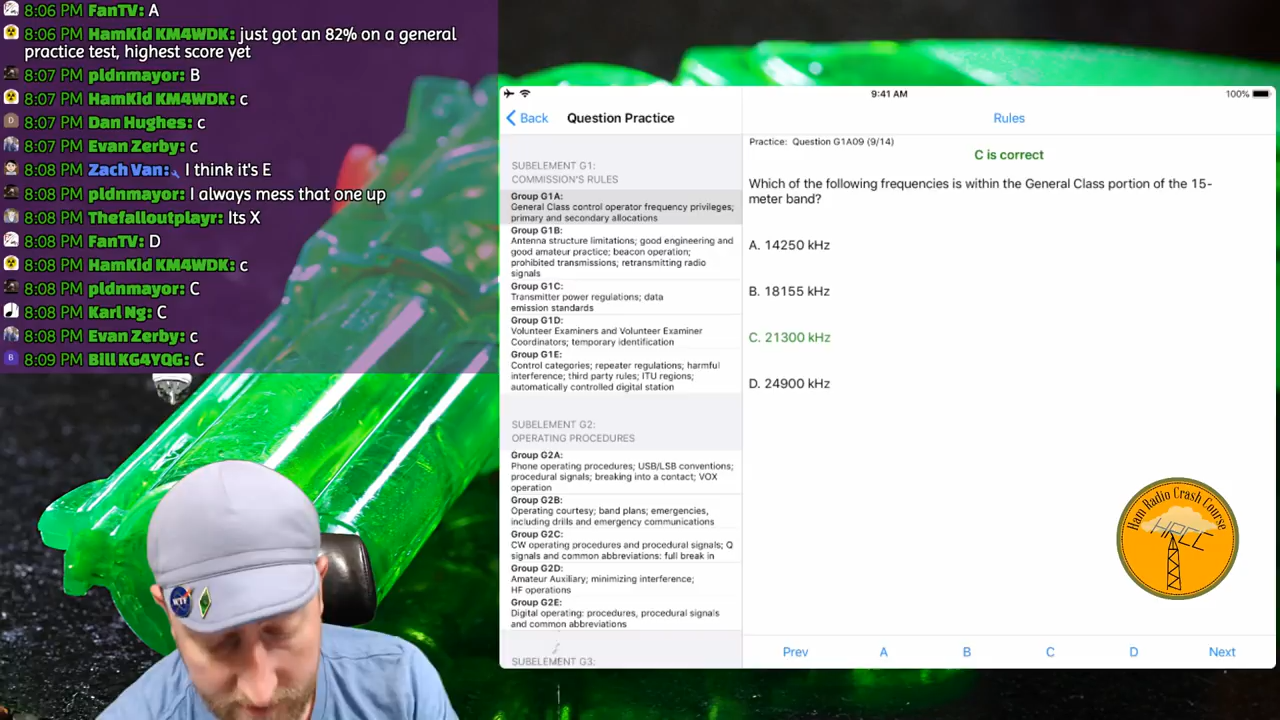 8:06 PM FanTV: A
8:06 PM HamKid KM4WDK: just got an 82% on a general
practice test, highest score yet
8:07 PM pldnmayor: B
8:07 PM HamKid KM4WDK: c
8:07 PM Dan Hughes: c
8:07 PM Evan Zerby: c
8:08 PM Zach Van: I think it's E
8:08 PM pldnmayor: I always mess that one up
8:08 PM Thefalloutplayr: Its X
8:08 PM FanTV: D
8:08 PM HamKid KM4WDK: c
8:08 PM pldnmayor: C
8:08 PM Karl Ng: C
8:08 PM Evan Zerby: c
8:09 PM Bill KG4YQG: C
D
D
B
WTF
9:41 AM
100%
Back
Question Practice
Rules
SUBELEMENT G1:
COMMISSION'S RULES
Group G1A:
General Class control operator frequency privileges;
primary and secondary allocations
Group G1B:
Antenna structure limitations; good engineering and
good amateur practice; beacon operation;
prohibited transmissions; retransmitting radio
signals
Group G1C:
Transmitter power regulations; data
emission standards
Group G1D:
Volunteer Examiners and Volunteer Examiner
Coordinators; temporary identification
Group G1E:
Control categories; repeater regulations; harmful
interference; third party rules; ITU regions;
automatically controlled digital station
SUBELEMENT G2:
OPERATING PROCEDURES
Group G2A:
Phone operating procedures; USB/LSB conventions;
procedural signals; breaking into a contact; VOX
operation
Group G2B:
Operating courtesy; band plans; emergencies,
including drills and emergency communications
Group G2C:
CW operating procedures and procedural signals; Q
signals and common abbreviations: full break in
Group G2D:
Amateur Auxiliary; minimizing interference;
HF operations
Group G2E:
Digital operating: procedures, procedural signals
and common abbreviations
SUBELEMENT G3:
Practice: Question G1A09 (9/14)
C is correct
Which of the following frequencies is within the General Class portion of the 15-
meter band?
A. 14250 kHz
B. 18155 kHz
C. 21300 kHz
D. 24900 kHz
Ham Radio Crash Course
HRCC
Prev
A
B
C
D
Next